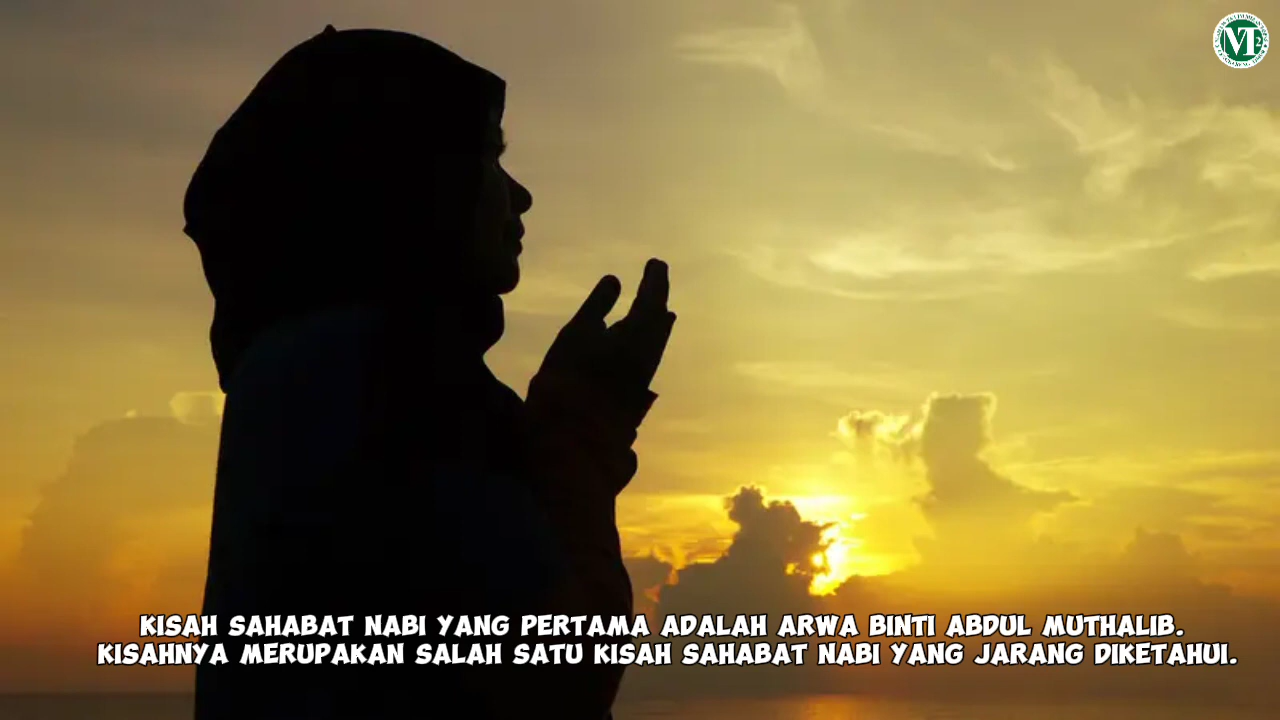 KISAH SAHABAT NABI YANG PERTAMA ADALAH ARWA BINTI ABDUL MUTHALIB.
KISAHNYA MERUPAKAN SALAH SATU KISAH SAHABAT NABI YANG JARANG DIKETAHUI.